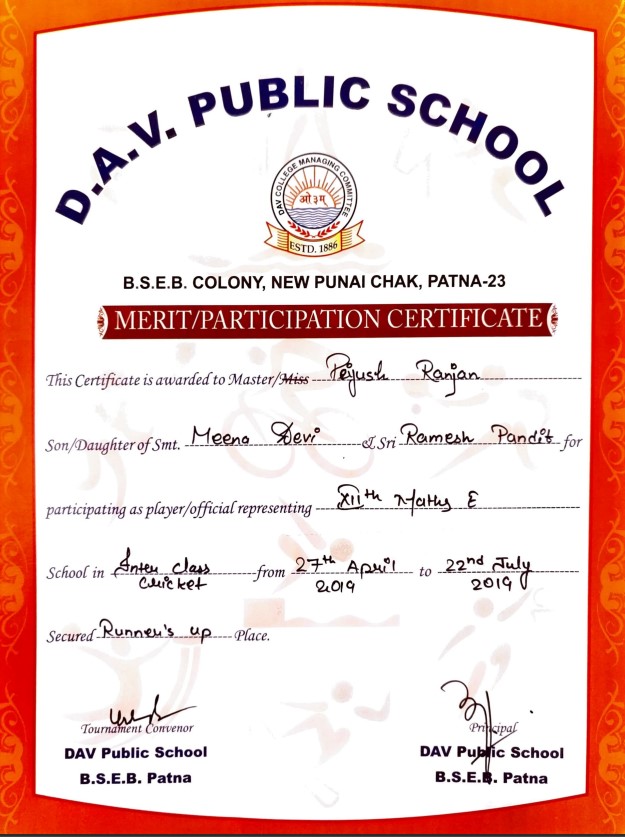 D.A.V. PUBLIC SCHOOL
DAV COLLEGE MANAGING COMMITTEE
ओ३म्
ESTD. 1886
B.S.E.B. COLONY, NEW PUNAI CHAK, PATNA-23
MERIT/PARTICIPATION CERTIFICATE
This Certificate is awarded to Master/Miss Peyush Ranjan
Son/Daughter of Smt. Meena Devi & Sri Ramesh Pandit for
participating as player/official representing XIIth Maths E
School in Inter Class Cricket from 27th April 2019 to 22nd July 2019
Secured Runner's up Place.
Tournament Convenor
DAV Public School
B.S.E.B. Patna
Principal
DAV Public School
B.S.E.B. Patna